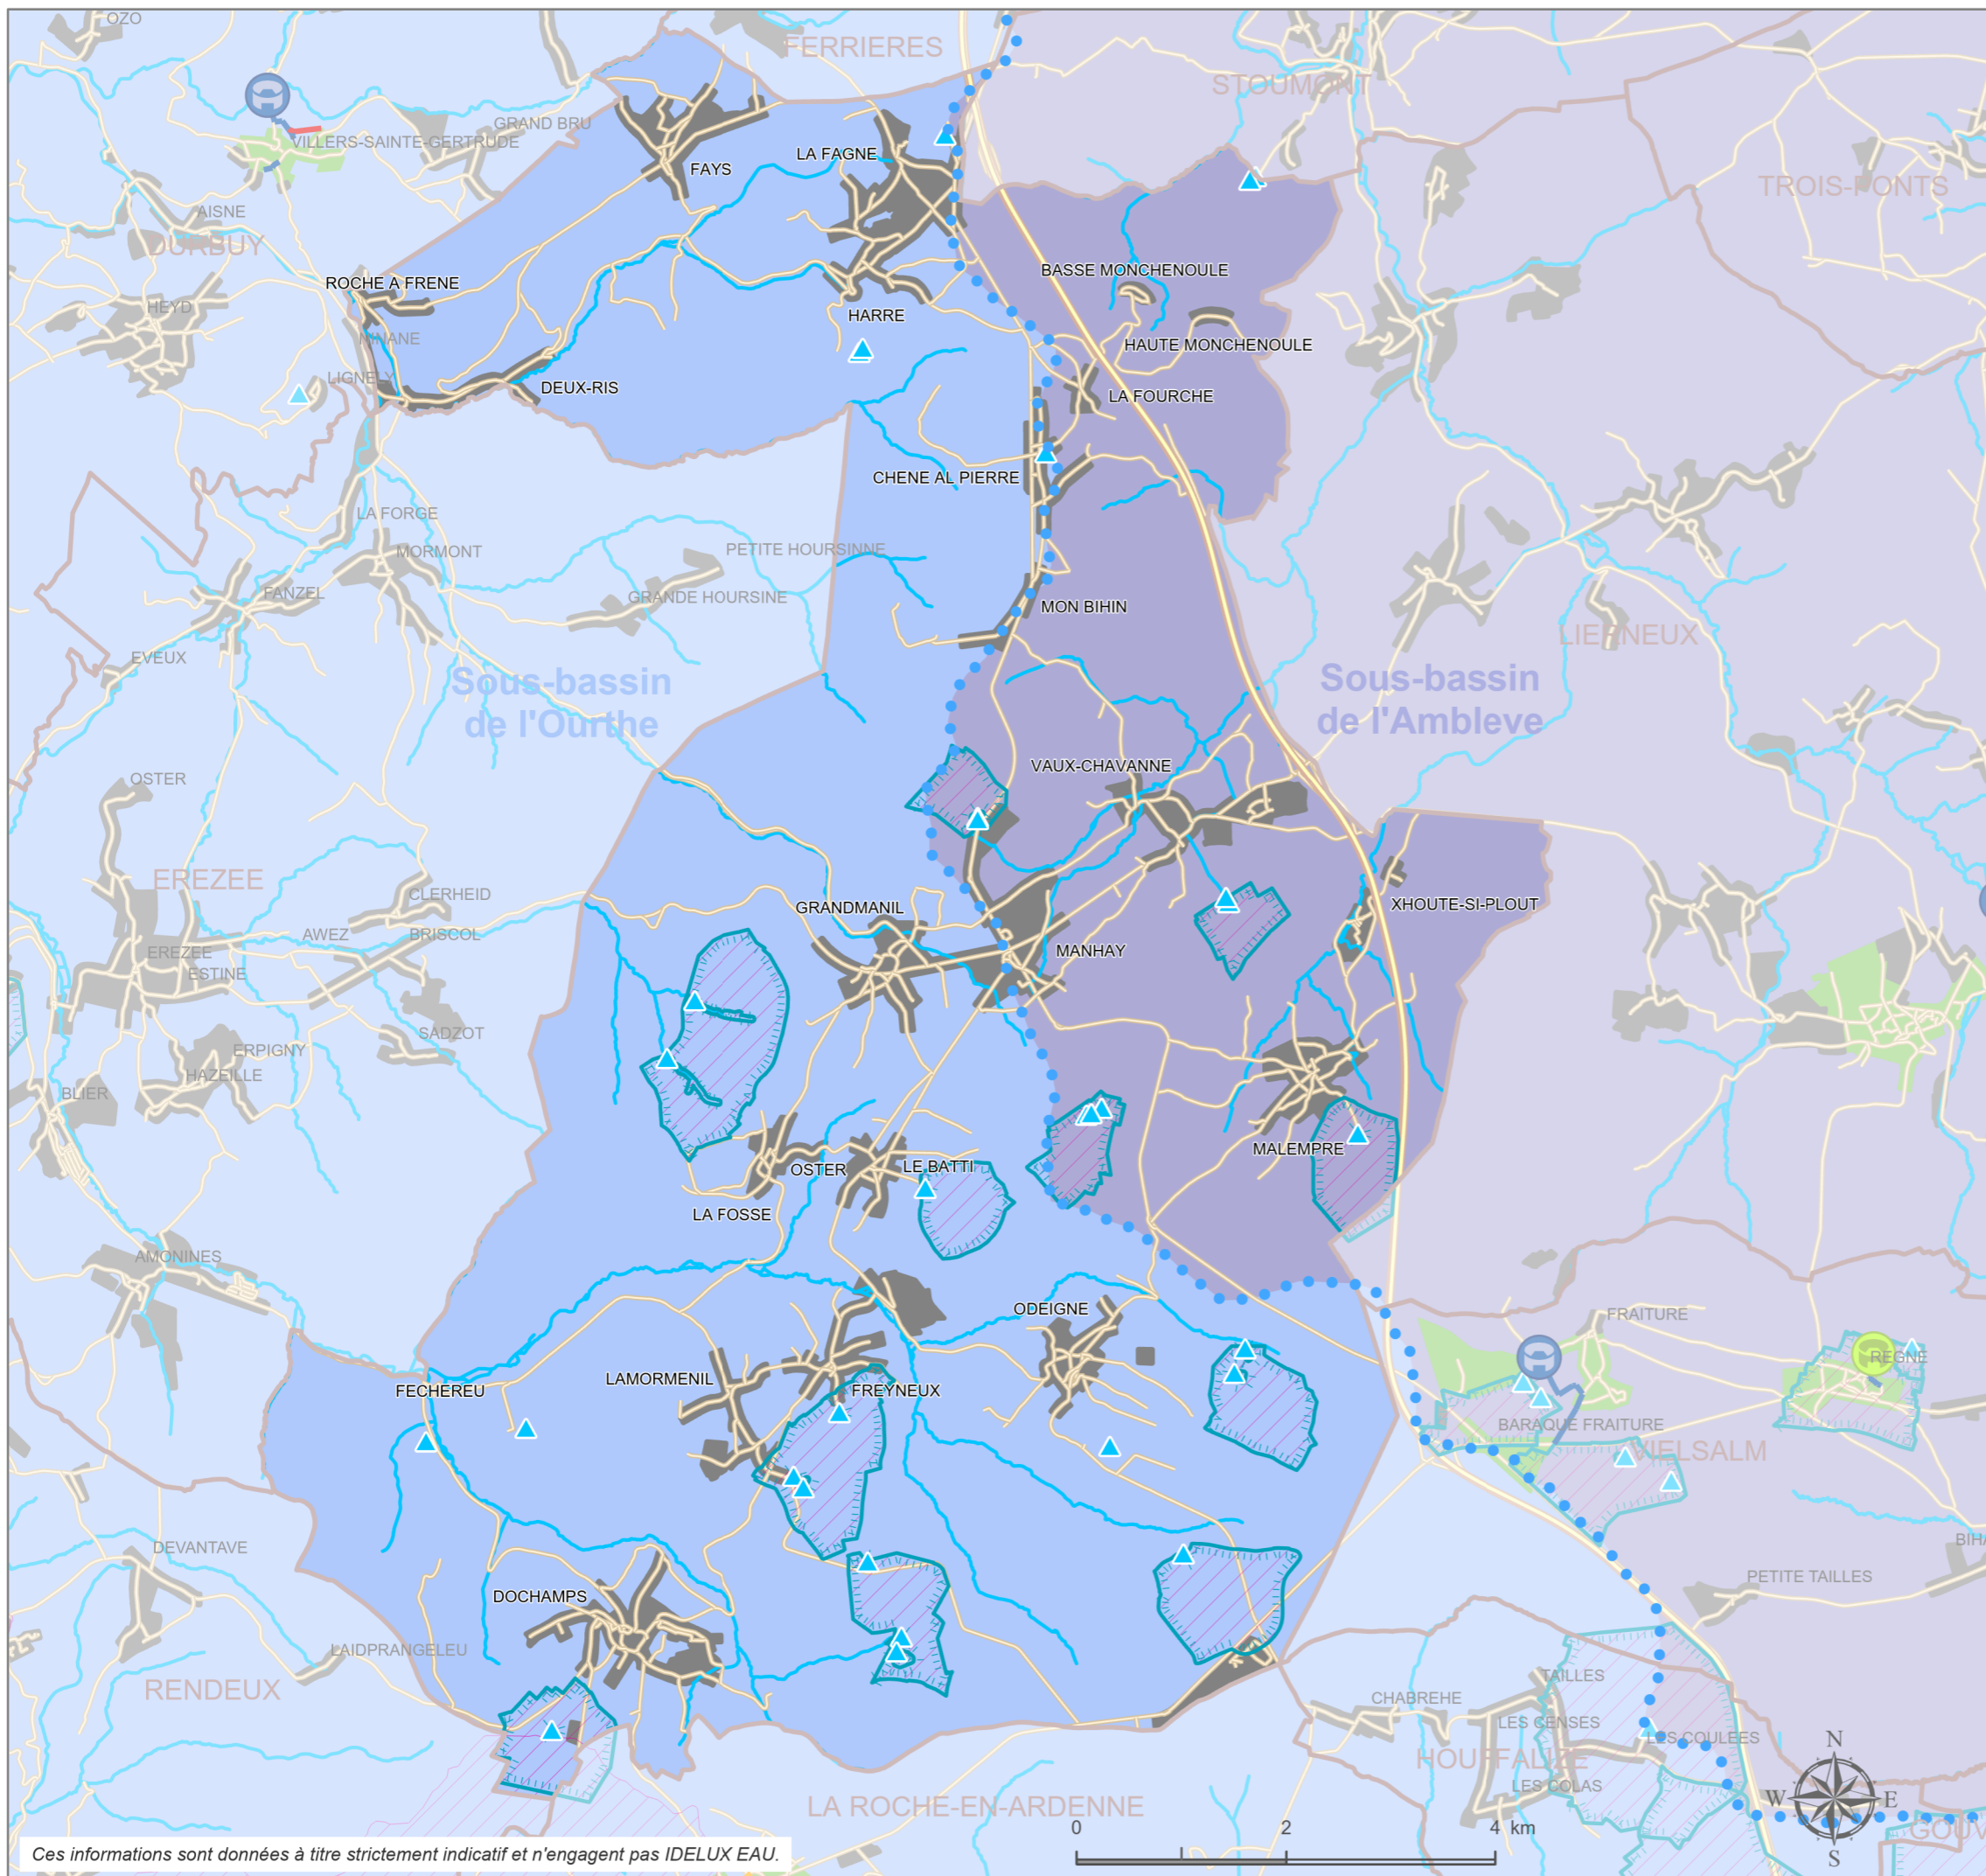 OZO
FERRIERES
STOUMONT
GRAND BRU
VILLERS-SAINTE-GERTRUDE
LA FAGNE
FAYS
TROIS-PONTS
AISNE
DURBUY
BASSE MONCHENOULE
ROCHE A FRENE
HEYD
HARRE
NINANE
HAUTE MONCHENOULE
LIGNELY
DEUX-RIS
LA FOURCHE
CHENE AL PIERRE
LA FORGE
MORMONT
PETITE HOURSINNE
FANZEL
GRANDE HOURSINE
MON BIHIN
LIERNEUX
EVEUX
Sous-bassin
de l'Ourthe
Sous-bassin
de l'Ambleve
VAUX-CHAVANNE
OSTER
EREZEE
CLERHEID
GRANDMANIL
XHOUTE-SI-PLOUT
AWEZ
BRISCOL
EREZEE
MANHAY
ESTINE
SADZOT
ERPIGNY
HAZEILLE
BLIER
MALEMPRE
OSTER
LE BATTI
LA FOSSE
AMONINES
ODEIGNE
FRAITURE
REGNE
LAMORMENIL
FECHEREU
FREYNEUX
BARAQUE FRAITURE
VIELSALM
DEVANTAVE
BIHA
PETITE TAILLES
DOCHAMPS
LAIDPRANGELEU
TAILLES
RENDEUX
CHABREHE
LES CENSES
LES COULEES
HOUFFALIZE
LES COLAS
LA ROCHE-EN-ARDENNE
N
W
E
S
GOUV
0 2 4 km
Ces informations sont données à titre strictement indicatif et n'engagent pas IDELUX EAU.